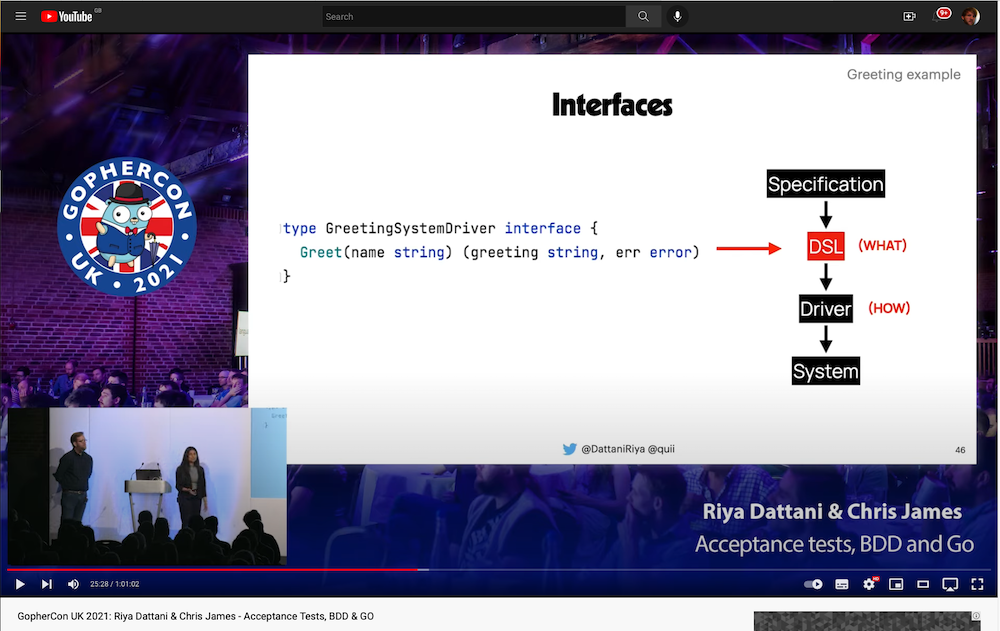 YouTube GB
Search
9+
GOPHERCON
UK • 2021
Greeting example
Interfaces
type GreetingSystemDriver interface {
Greet(name string) (greeting string, err error)
}
Specification
DSL (WHAT)
Driver (HOW)
System
@DattaniRiya @quii
46
Riya Dattani & Chris James
Acceptance tests, BDD and Go
25:28 / 1:01:02
HD
GopherCon UK 2021: Riya Dattani & Chris James - Acceptance Tests, BDD & GO